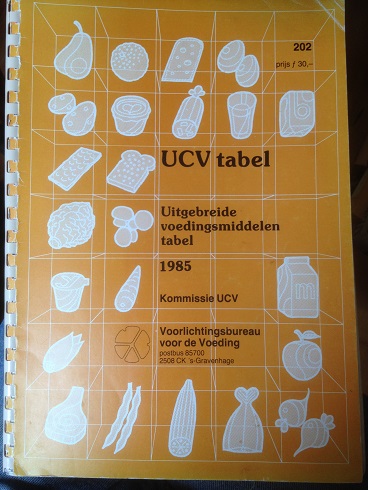 202
prijs ƒ 30,–
UCV tabel
Uitgebreide
voedingsmiddelen
tabel
1985
Kommissie UCV
m
Voorlichtingsbureau
voor de Voeding
postbus 85700
2508 CK 's-Gravenhage